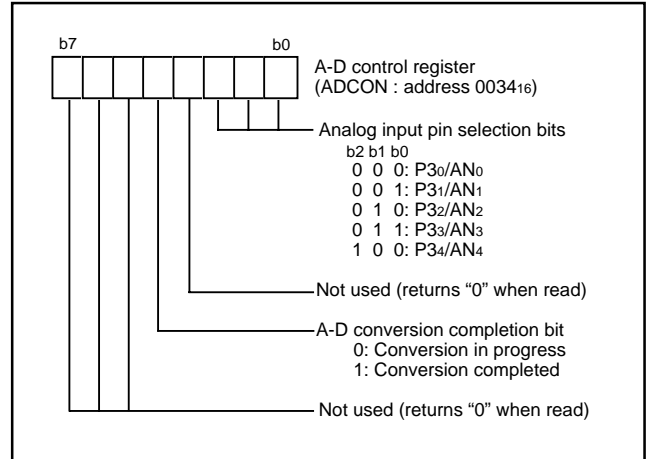 b7 b0
A-D control register
(ADCON : address 0034₁₆)
Analog input pin selection bits
b2 b1 b0
0 0 0: P3₀/AN₀
0 0 1: P3₁/AN₁
0 1 0: P3₂/AN₂
0 1 1: P3₃/AN₃
1 0 0: P3₄/AN₄
Not used (returns “0” when read)
A-D conversion completion bit
0: Conversion in progress
1: Conversion completed
Not used (returns “0” when read)